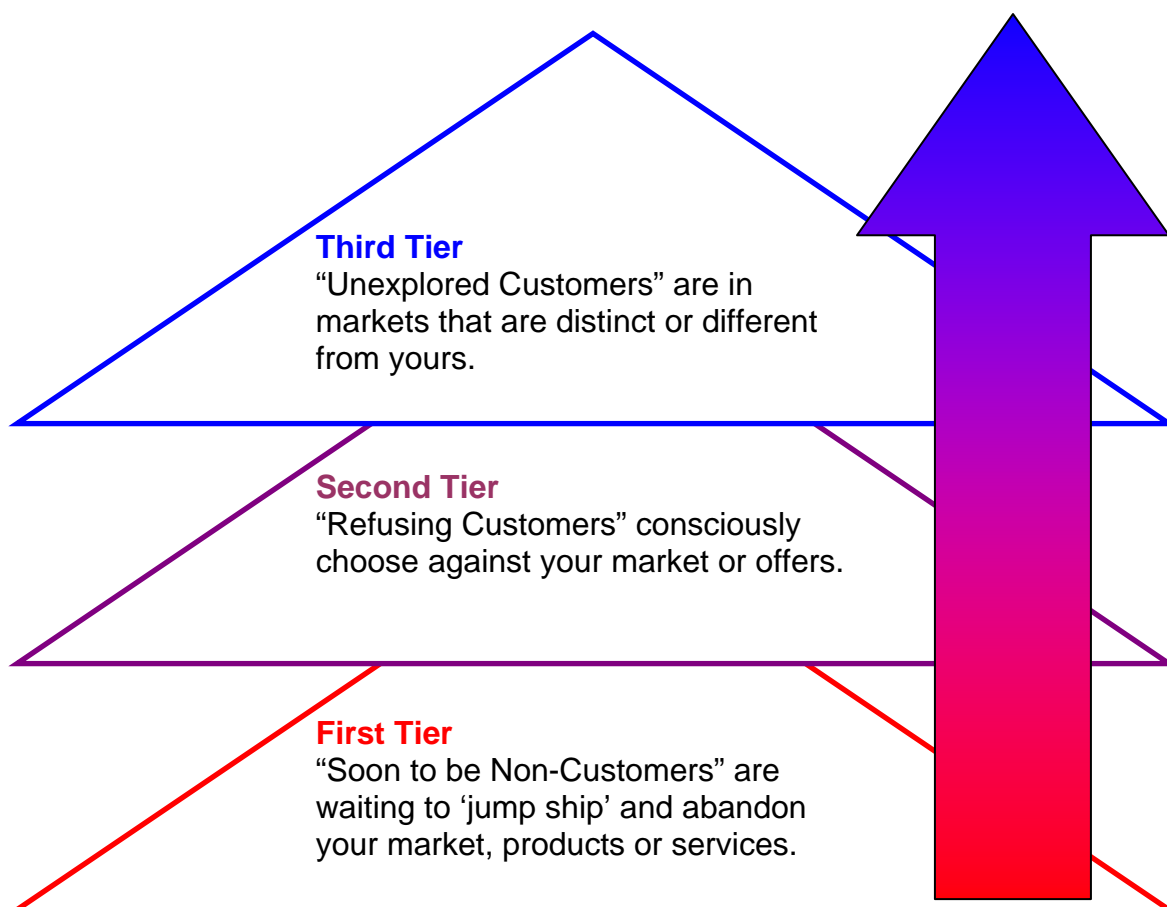 Third Tier
“Unexplored Customers” are in
markets that are distinct or different
from yours.
Second Tier
“Refusing Customers” consciously
choose against your market or offers.
First Tier
“Soon to be Non-Customers” are
waiting to ‘jump ship’ and abandon
your market, products or services.